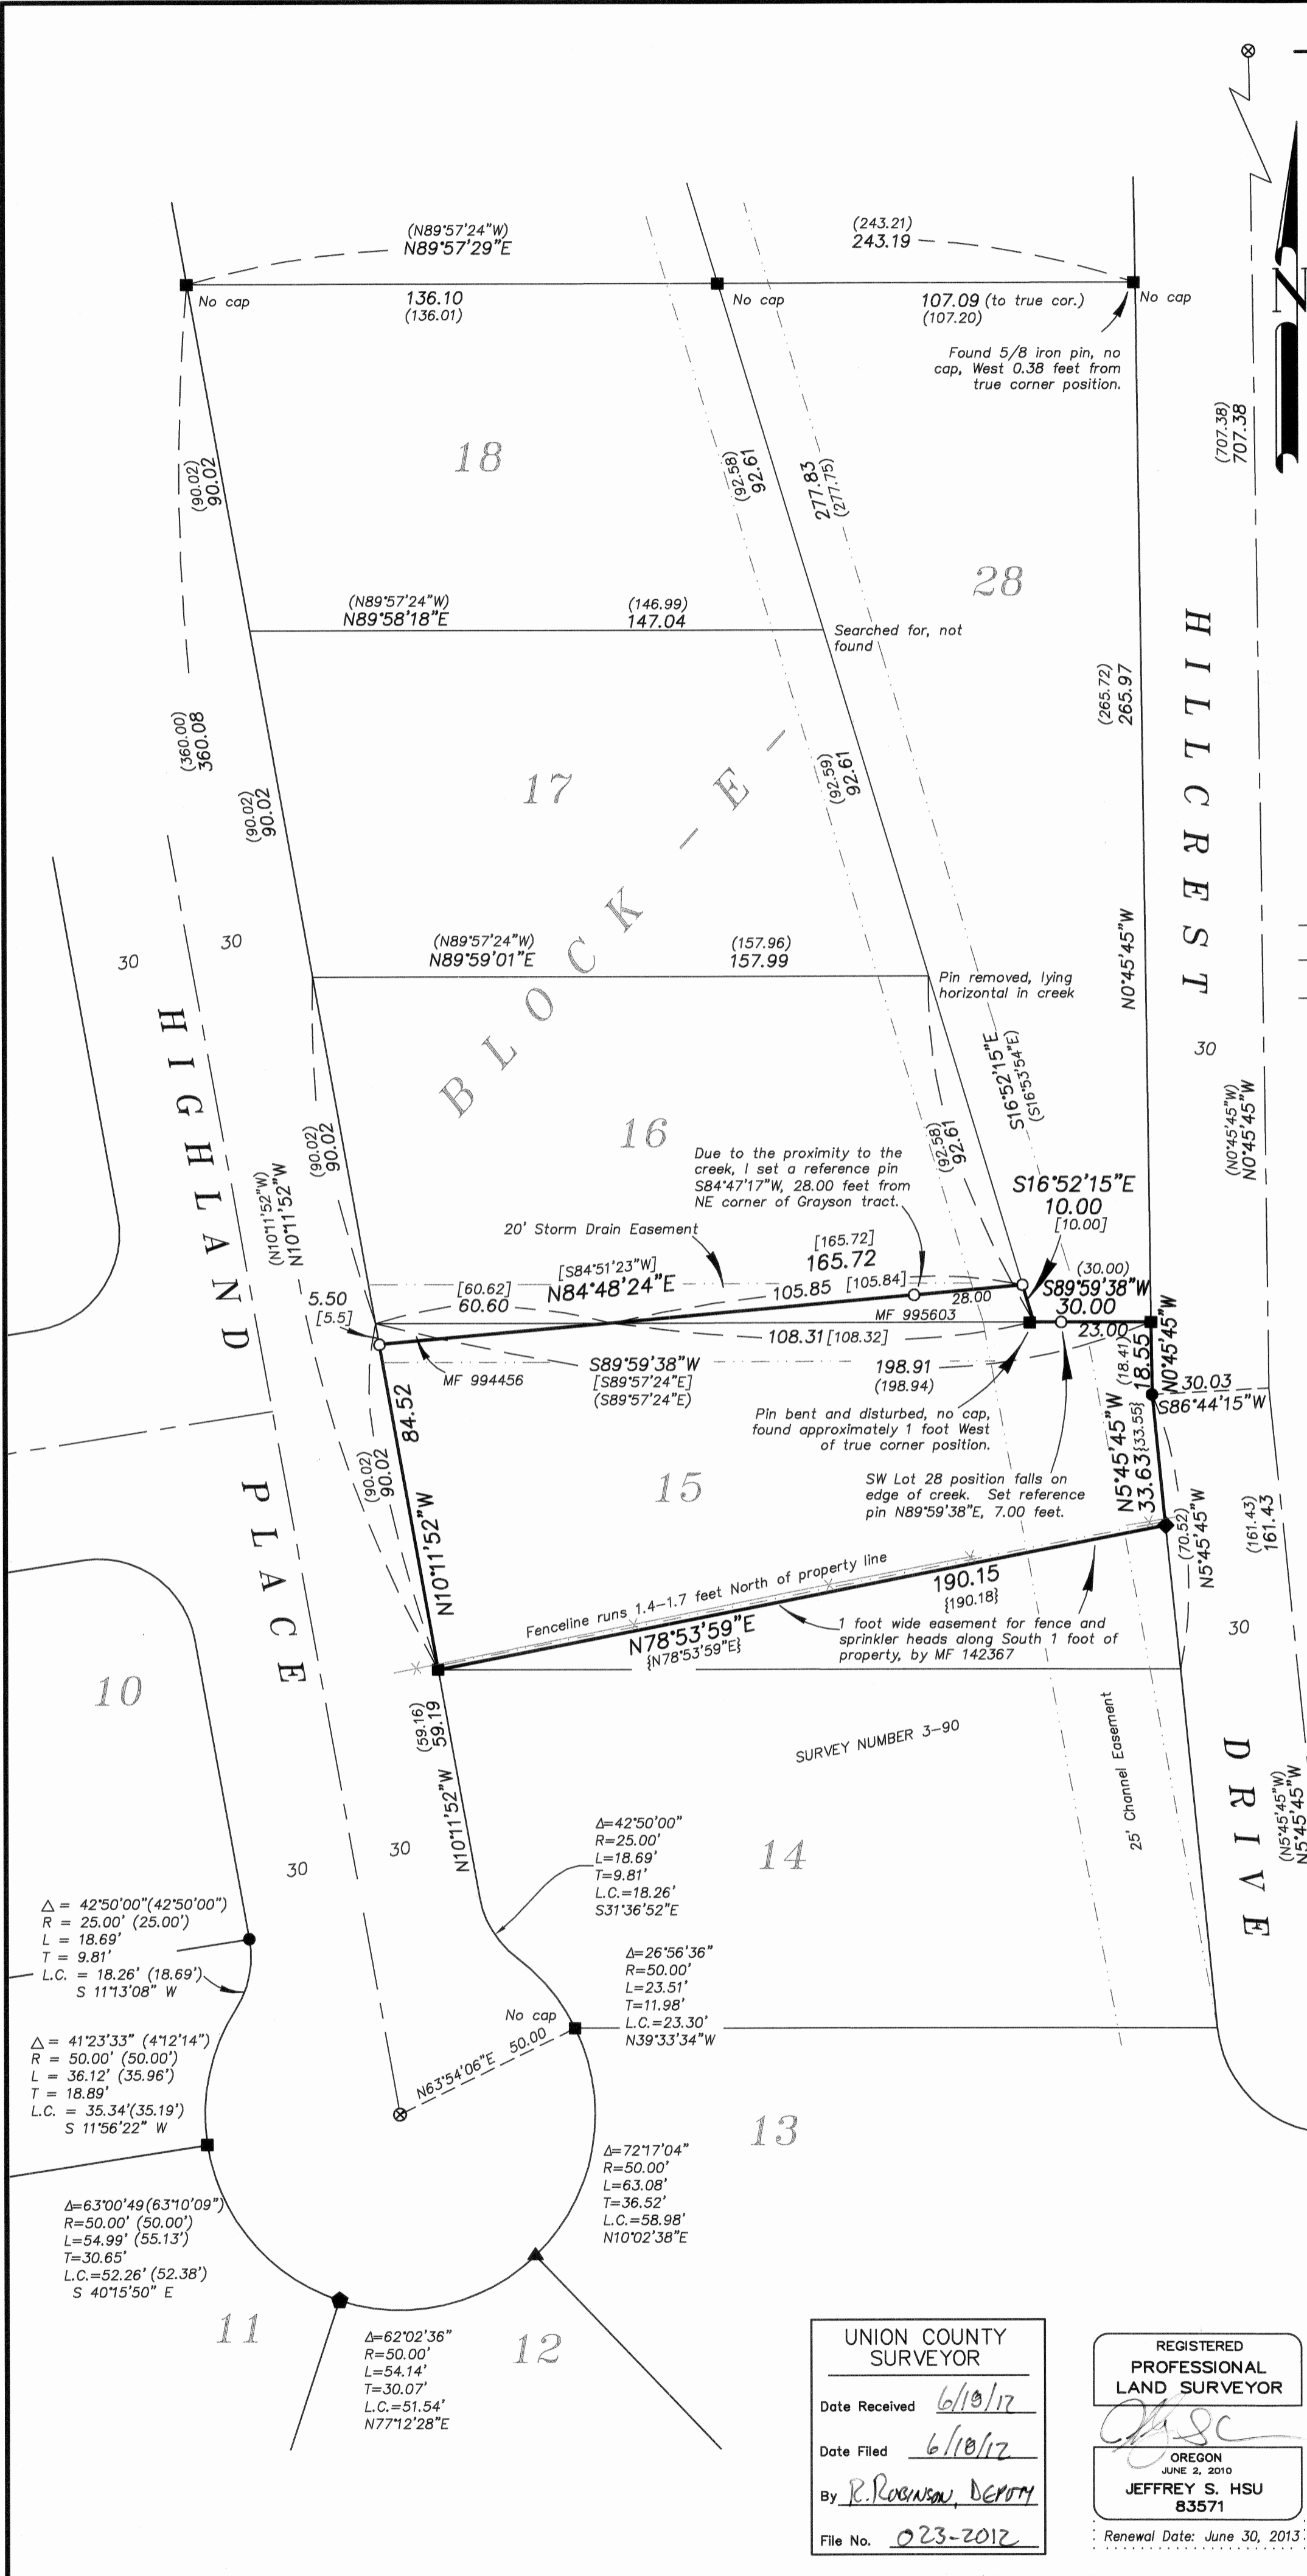 (N89°57'24"W)
N89°57'29"E
(243.21)
243.19
No cap
136.10
(136.01)
No cap
107.09 (to true cor.)
(107.20)
No cap
Found 5/8 iron pin, no
cap, West 0.38 feet from
true corner position.
N
(707.38)
707.38
18
(90.02)
90.02
(92.58)
92.61
277.83
(277.75)
28
(N89°57'24"W)
N89°58'18"E
(146.99)
147.04
Searched for, not
found
HILLCREST
(265.72)
265.97
(360.00)
360.08
17
(92.59)
92.61
(90.02)
90.02
BLOCK -E-
30
30
(N89°57'24"W)
N89°59'01"E
(157.96)
157.99
Pin removed, lying
horizontal in creek
N0°45'45"W
HIGHLAND
S16°52'15"E
(S16°53'54"E)
30
(N0°45'45"W)
N0°45'45"W
16
(90.02)
90.02
(92.58)
92.61
Due to the proximity to the
creek, I set a reference pin
S84°47'17"W, 28.00 feet from
NE corner of Grayson tract.
(N10°11'52"W)
N10°11'52"W
S16°52'15"E
10.00
[10.00]
20' Storm Drain Easement
[165.72]
165.72
[S84°51'23"W]
N84°48'24"E
[60.62]
60.60
105.85 [105.84]
28.00
(30.00)
S89°59'38"W
30.00
5.50
[5.5]
MF 995603
23.00
108.31 [108.32]
MF 994456
S89°59'38"W
[S89°57'24"E]
(S89°57'24"E)
198.91
(198.94)
(18.41)
18.55
N0°45'45"W
30.03
S86°44'15"W
84.52
Pin bent and disturbed, no cap,
found approximately 1 foot West
of true corner position.
N5°45'45"W
{33.55}
33.63
(90.02)
90.02
15
SW Lot 28 position falls on
edge of creek. Set reference
pin N89°59'38"E, 7.00 feet.
PLACE
N10°11'52"W
(70.52)
N5°45'45"W
(161.43)
161.43
Fenceline runs 1.4-1.7 feet North of property line
190.15
{190.18}
N78°53'59"E
{N78°53'59"E}
1 foot wide easement for fence and
sprinkler heads along South 1 foot of
property, by MF 142367
30
10
(59.16)
59.19
SURVEY NUMBER 3-90
25' Channel Easement
DRIVE
(N5°45'45"W)
N5°45'45"W
N10°11'52"W
30
30
Δ=42°50'00"
R=25.00'
L=18.69'
T=9.81'
L.C.=18.26'
S31°36'52"E
14
Δ = 42°50'00"(42°50'00")
R = 25.00' (25.00')
L = 18.69'
T = 9.81'
L.C. = 18.26' (18.69')
S 11°13'08" W
Δ=26°56'36"
R=50.00'
L=23.51'
T=11.98'
L.C.=23.30'
N39°33'34"W
No cap
N63°54'06"E 50.00
Δ = 41°23'33" (4°12'14")
R = 50.00' (50.00')
L = 36.12' (35.96')
T = 18.89'
L.C. = 35.34'(35.19')
S 11°56'22" W
13
Δ=72°17'04"
R=50.00'
L=63.08'
T=36.52'
L.C.=58.98'
N10°02'38"E
Δ=63°00'49(63°10'09")
R=50.00' (50.00')
L=54.99' (55.13')
T=30.65'
L.C.=52.26' (52.38')
S 40°15'50" E
11
12
Δ=62°02'36"
R=50.00'
L=54.14'
T=30.07'
L.C.=51.54'
N77°12'28"E
UNION COUNTY
SURVEYOR
Date Received 6/19/12
Date Filed 6/18/12
By R. ROBINSON, DEPUTY
File No. 023-2012
REGISTERED
PROFESSIONAL
LAND SURVEYOR
OREGON
JUNE 2, 2010
JEFFREY S. HSU
83571
Renewal Date: June 30, 2013